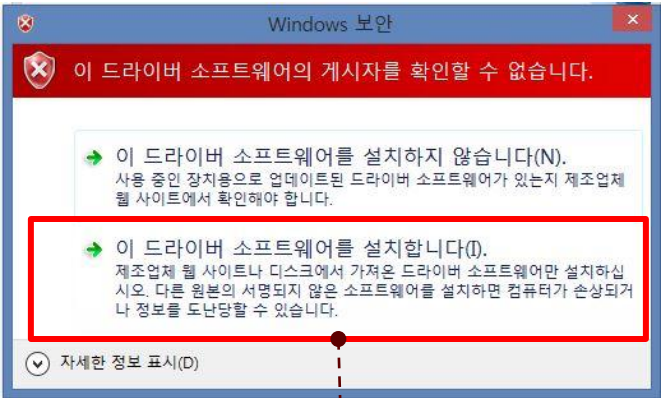 Windows 보안
이 드라이버 소프트웨어의 게시자를 확인할 수 없습니다.
이 드라이버 소프트웨어를 설치하지 않습니다(N).
사용 중인 장치용으로 업데이트된 드라이버 소프트웨어가 있는지 제조업체
웹 사이트에서 확인해야 합니다.
이 드라이버 소프트웨어를 설치합니다(I).
제조업체 웹 사이트나 디스크에서 가져온 드라이버 소프트웨어만 설치하십
시오. 다른 원본의 서명되지 않은 소프트웨어를 설치하면 컴퓨터가 손상되거
나 정보를 도난당할 수 있습니다.
자세한 정보 표시(D)